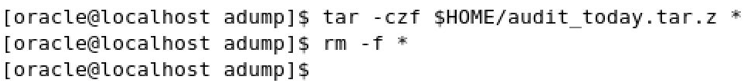 [oracle@localhost adump]$ tar -czf $HOME/audit_today.tar.z *
[oracle@localhost adump]$ rm -f *
[oracle@localhost adump]$